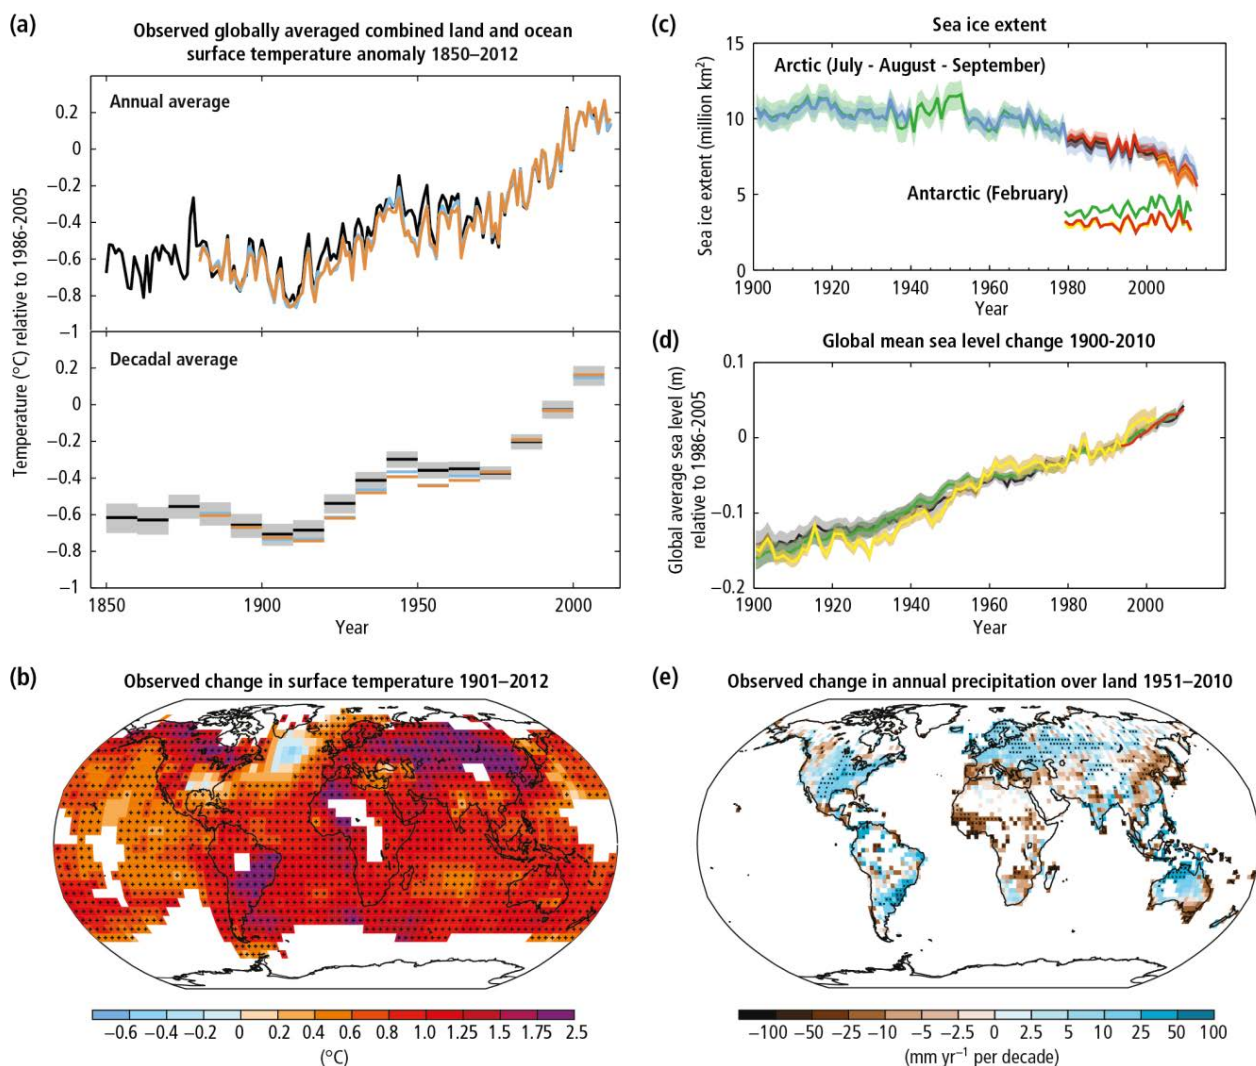 (a)
Observed globally averaged combined land and ocean
surface temperature anomaly 1850–2012
Temperature (°C) relative to 1986-2005
Annual average
0.2
0
−0.2
−0.4
−0.6
−0.8
−1
Decadal average
0.2
0
−0.2
−0.4
−0.6
−0.8
−1
1850 1900 1950 2000
Year
(c)
Sea ice extent
Sea ice extent (million km²)
15
10
5
0
Arctic (July - August - September)
Antarctic (February)
1900 1920 1940 1960 1980 2000
Year
(d)
Global mean sea level change 1900-2010
Global average sea level (m)
relative to 1986-2005
0.1
0
−0.1
−0.2
1900 1920 1940 1960 1980 2000
Year
(b)
Observed change in surface temperature 1901–2012
−0.6 −0.4 −0.2 0 0.2 0.4 0.6 0.8 1.0 1.25 1.5 1.75 2.5
(°C)
(e)
Observed change in annual precipitation over land 1951–2010
−100 −50 −25 −10 −5 −2.5 0 2.5 5 10 25 50 100
(mm yr⁻¹ per decade)